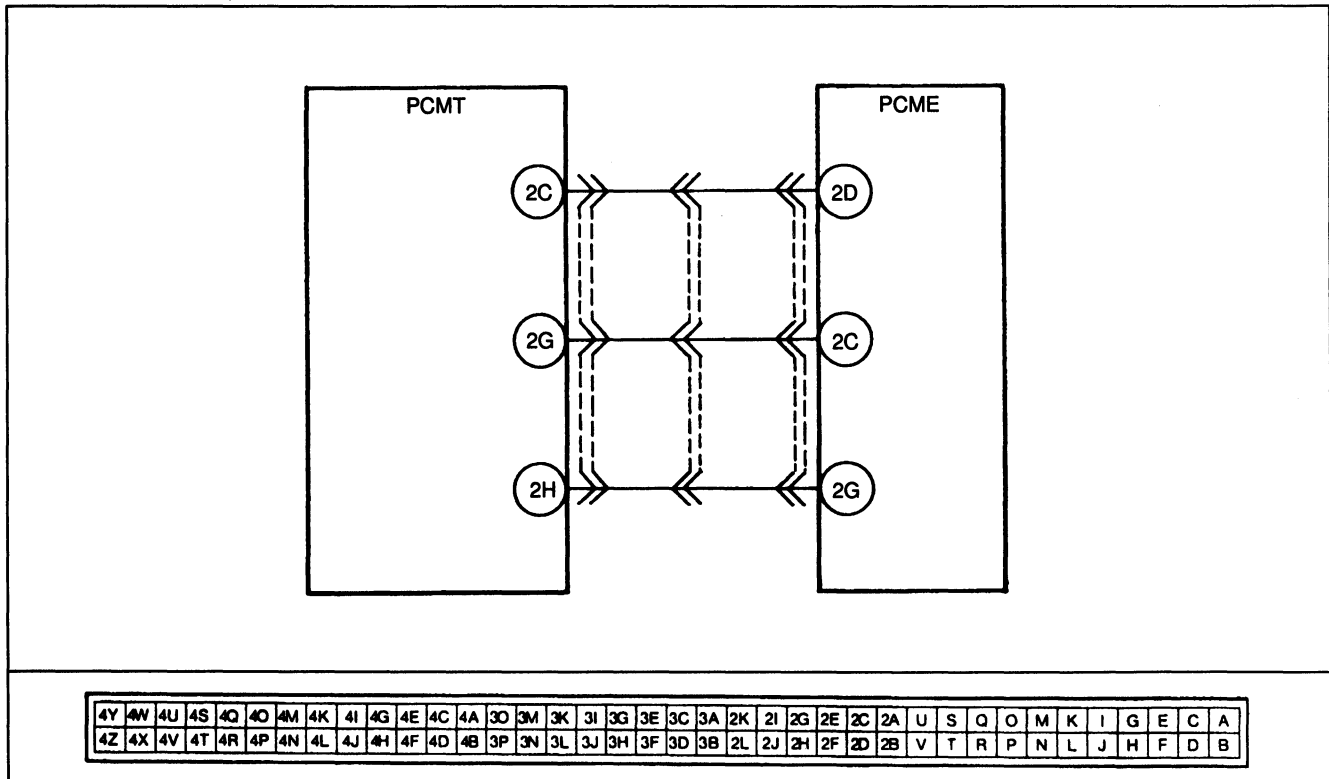 PCMT PCME
2C 2D
2G 2C
2H 2G
4Y 4W 4U 4S 4Q 4O 4M 4K 4I 4G 4E 4C 4A 3O 3M 3K 3I 3G 3E 3C 3A 2K 2I 2G 2E 2C 2A U S Q O M K I G E C A
4Z 4X 4V 4T 4R 4P 4N 4L 4J 4H 4F 4D 4B 3P 3N 3L 3J 3H 3F 3D 3B 2L 2J 2H 2F 2D 2B V T R P N L J H F D B